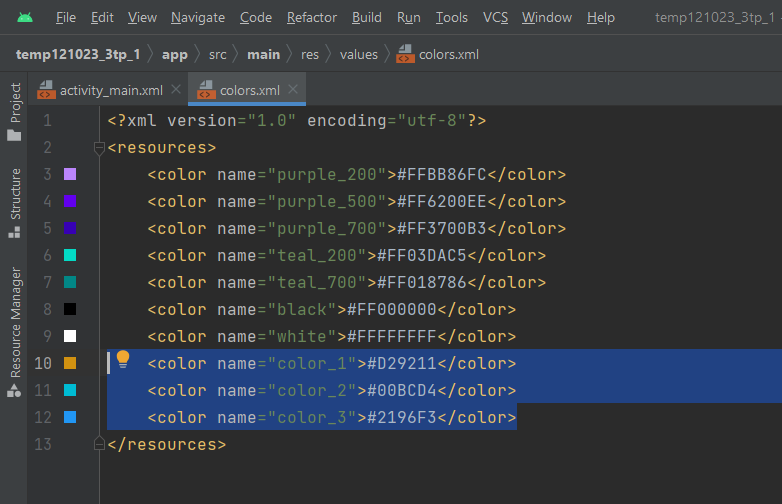 File Edit View Navigate Code Refactor Build Run Tools VCS Window Help temp121023_3tp_1
temp121023_3tp_1 app src main res values colors.xml
Project
Structure
Resource Manager
activity_main.xml colors.xml
1 <?xml version="1.0" encoding="utf-8"?>
2 <resources>
3 <color name="purple_200">#FFBB86FC</color>
4 <color name="purple_500">#FF6200EE</color>
5 <color name="purple_700">#FF3700B3</color>
6 <color name="teal_200">#FF03DAC5</color>
7 <color name="teal_700">#FF018786</color>
8 <color name="black">#FF000000</color>
9 <color name="white">#FFFFFFFF</color>
10 <color name="color_1">#D29211</color>
11 <color name="color_2">#00BCD4</color>
12 <color name="color_3">#2196F3</color>
13 </resources>